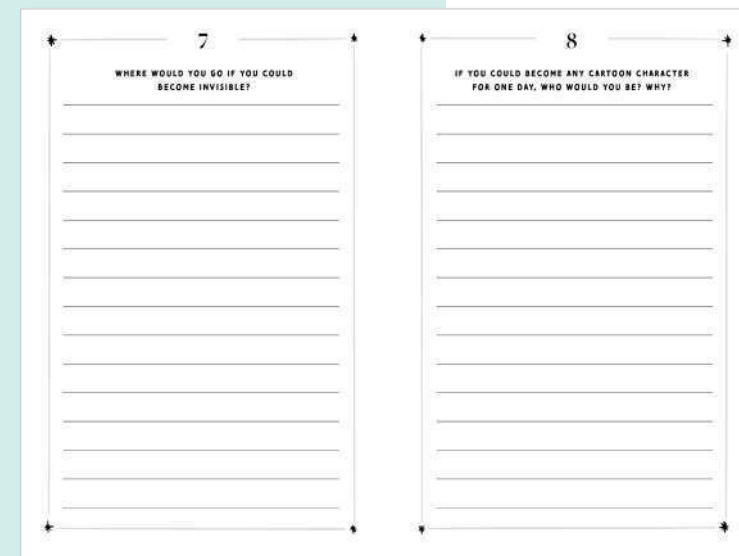 7
WHERE WOULD YOU GO IF YOU COULD
BECOME INVISIBLE?
8
IF YOU COULD BECOME ANY CARTOON CHARACTER
FOR ONE DAY, WHO WOULD YOU BE? WHY?